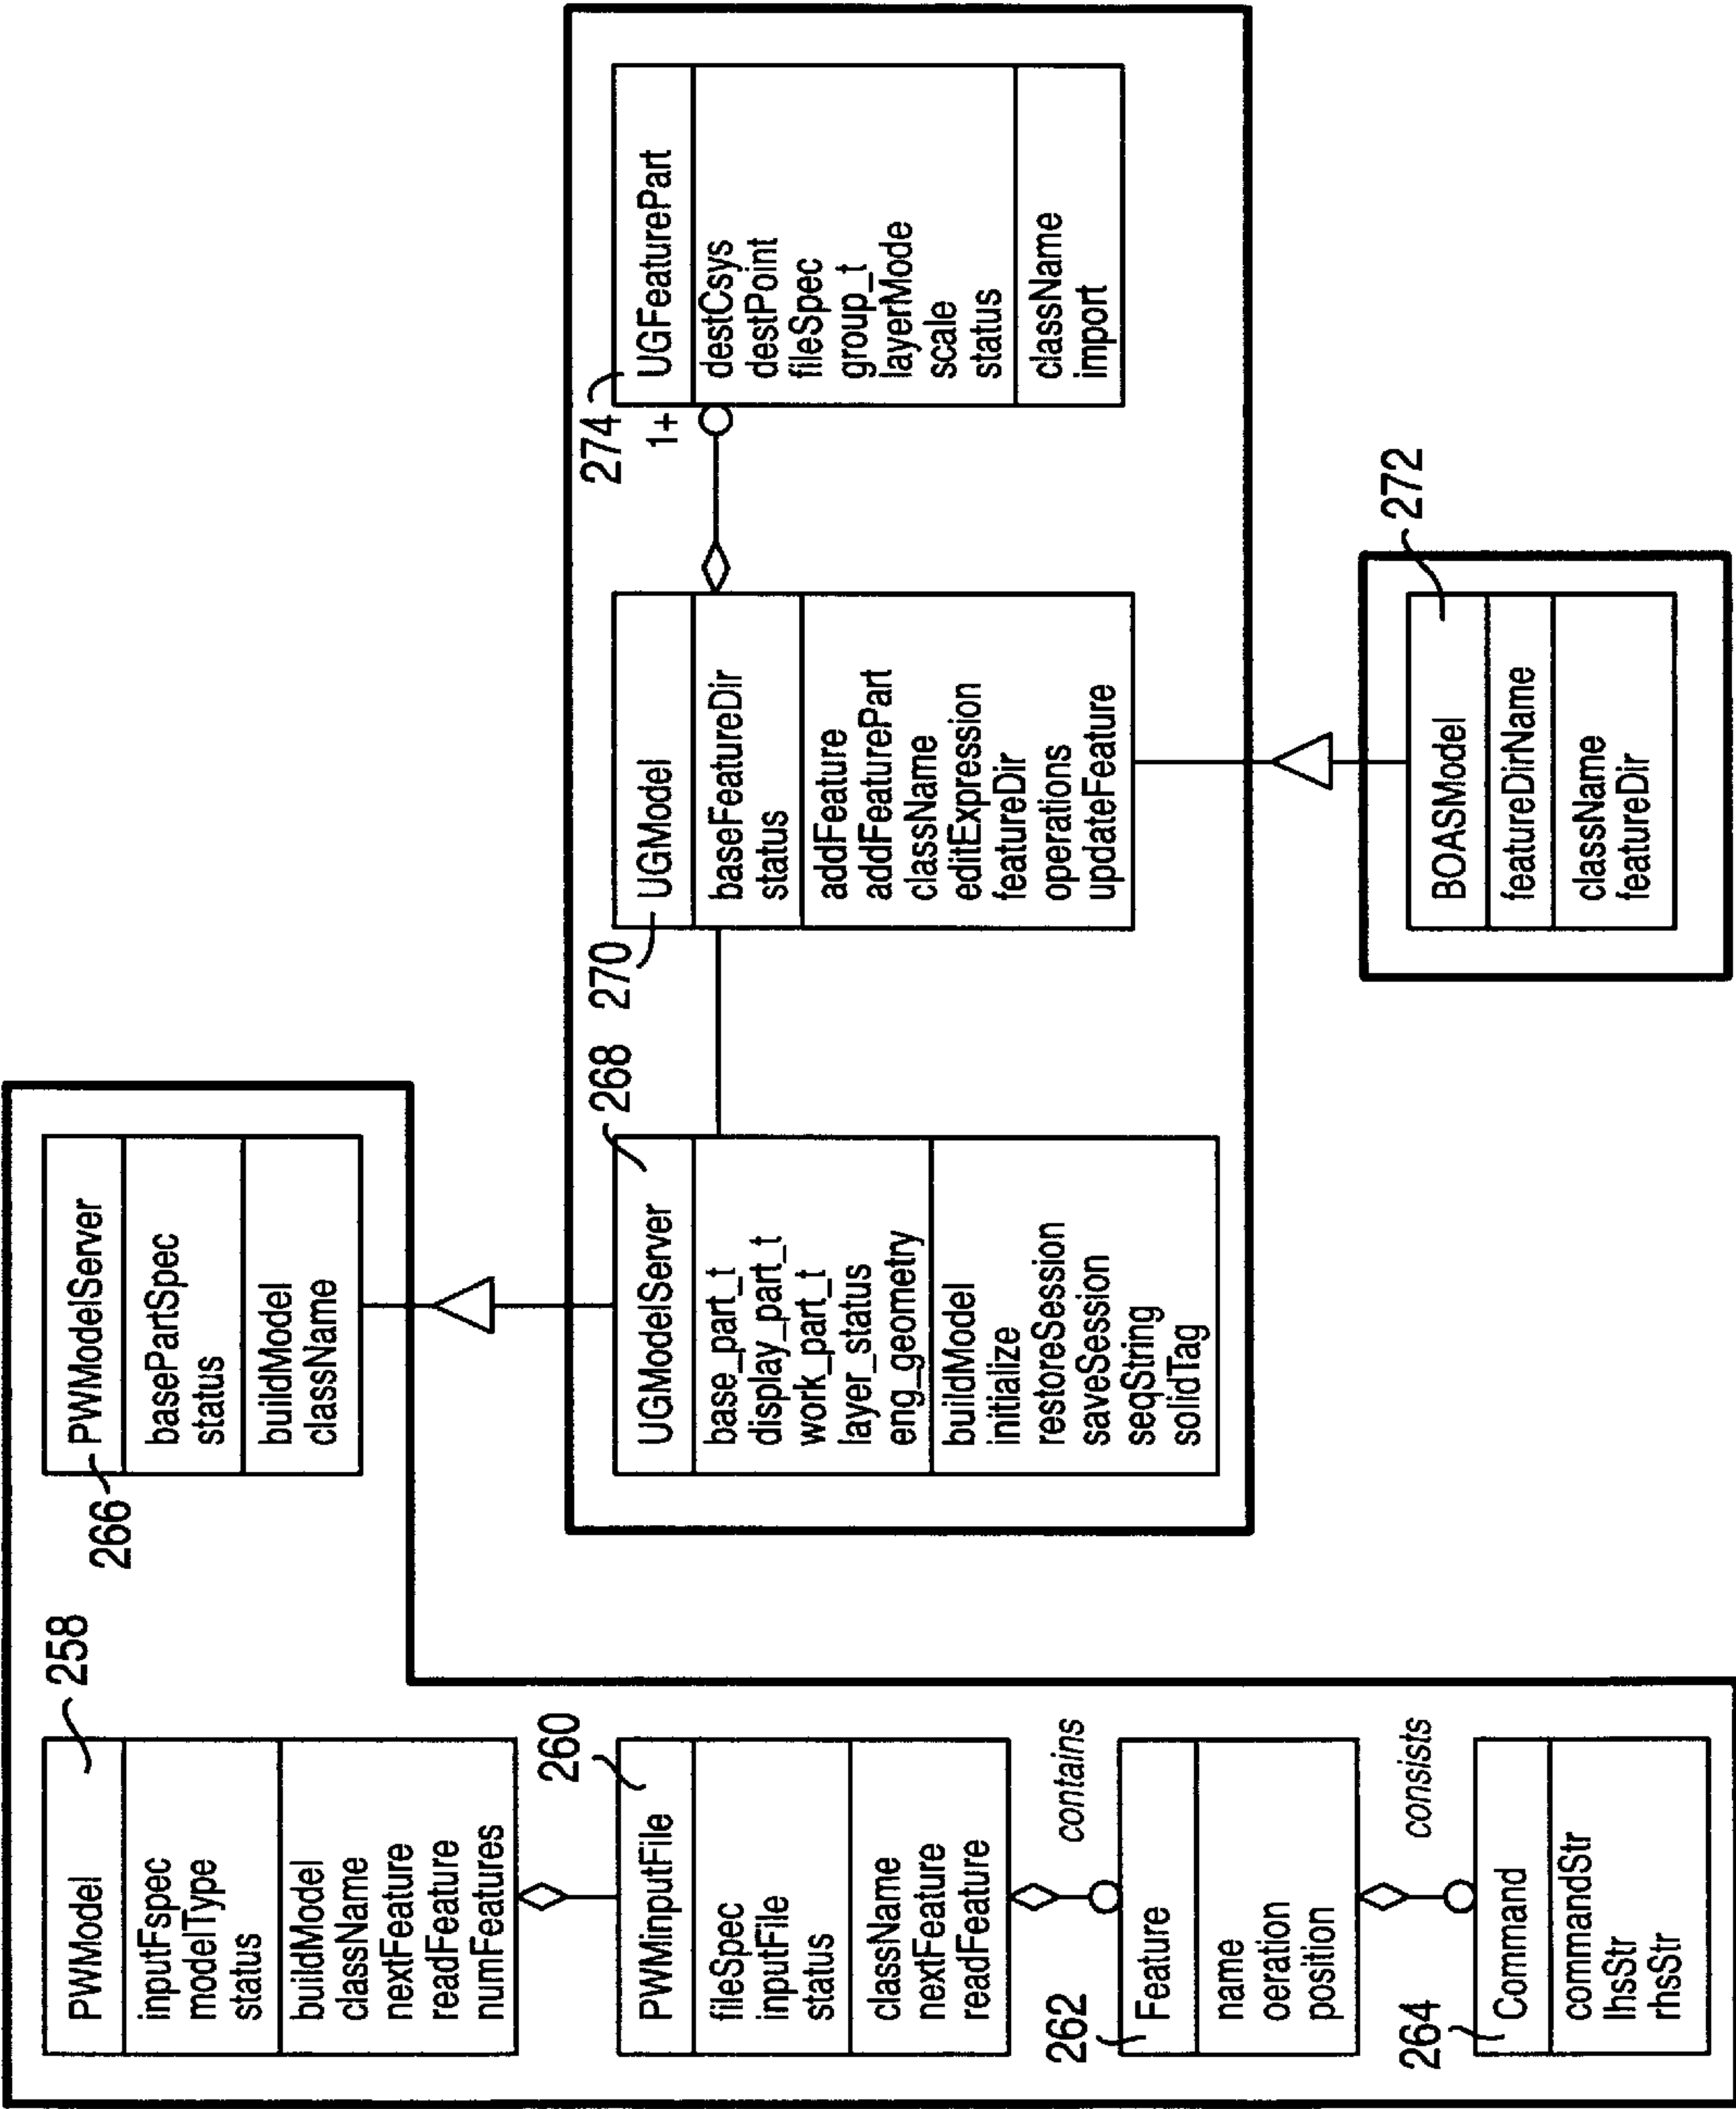 258
PWModel
inputFspec
modelType
status
buildModel
className
nextFeature
readFeature
numFeatures
260
PWMinputFile
fileSpec
inputFile
status
className
nextFeature
readFeature
contains
262
Feature
name
oeration
position
consists
264
Command
commandStr
lhsStr
rhsStr
266
PWModelServer
basePartSpec
status
buildModel
className
268
UGModelServer
base_part_t
display_part_t
work_part_t
layer_status
eng_geometry
buildModel
initialize
restoreSession
saveSession
seqString
solidTag
270
UGModel
baseFeatureDir
status
addFeature
addFeaturePart
className
editExpression
featureDir
operations
updateFeature
274
1+
UGFeaturePart
destCsys
destPoint
fileSpec
group_t
layerMode
scale
status
className
import
272
BOASModel
featureDirName
className
featureDir